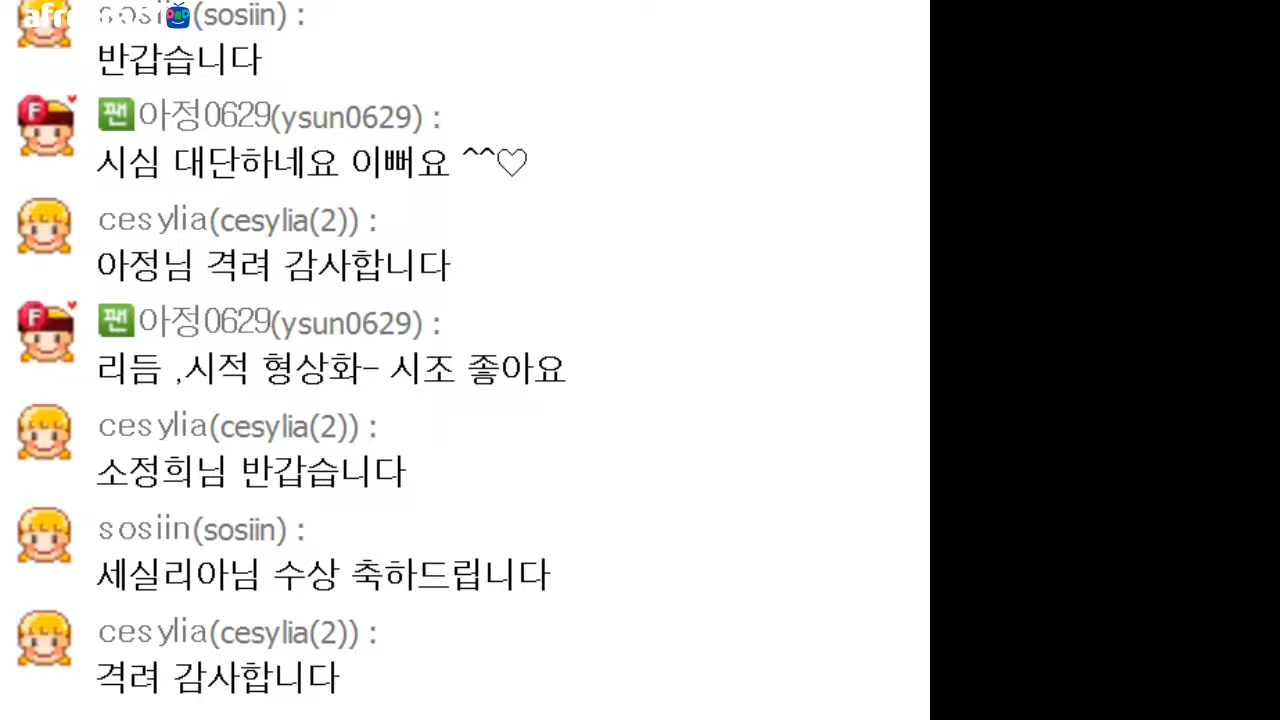 (sosiin) :
반갑습니다
팬 아정0629(ysun0629) :
시심 대단하네요 이뻐요 ^^♡
cesylia(cesylia(2)) :
아정님 격려 감사합니다
팬 아정0629(ysun0629) :
리듬 ,시적 형상화- 시조 좋아요
cesylia(cesylia(2)) :
소정희님 반갑습니다
sosiin(sosiin) :
세실리아님 수상 축하드립니다
cesylia(cesylia(2)) :
격려 감사합니다